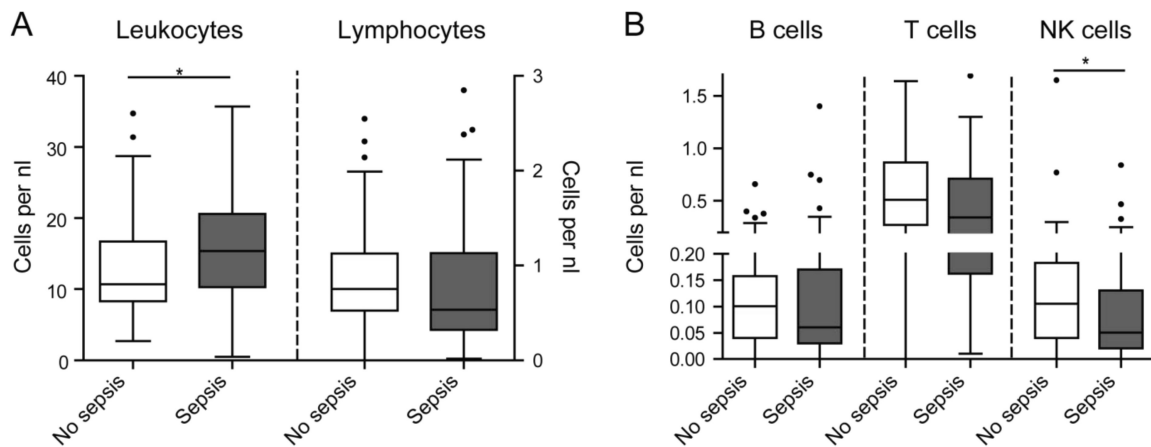 A
Leukocytes
Lymphocytes
*
40
30
20
10
0
Cells per nl
3
2
1
0
Cells per nl
No sepsis
Sepsis
No sepsis
Sepsis
B
B cells
T cells
NK cells
*
1.5
1.0
0.5
0.20
0.15
0.10
0.05
0.00
Cells per nl
No sepsis
Sepsis
No sepsis
Sepsis
No sepsis
Sepsis